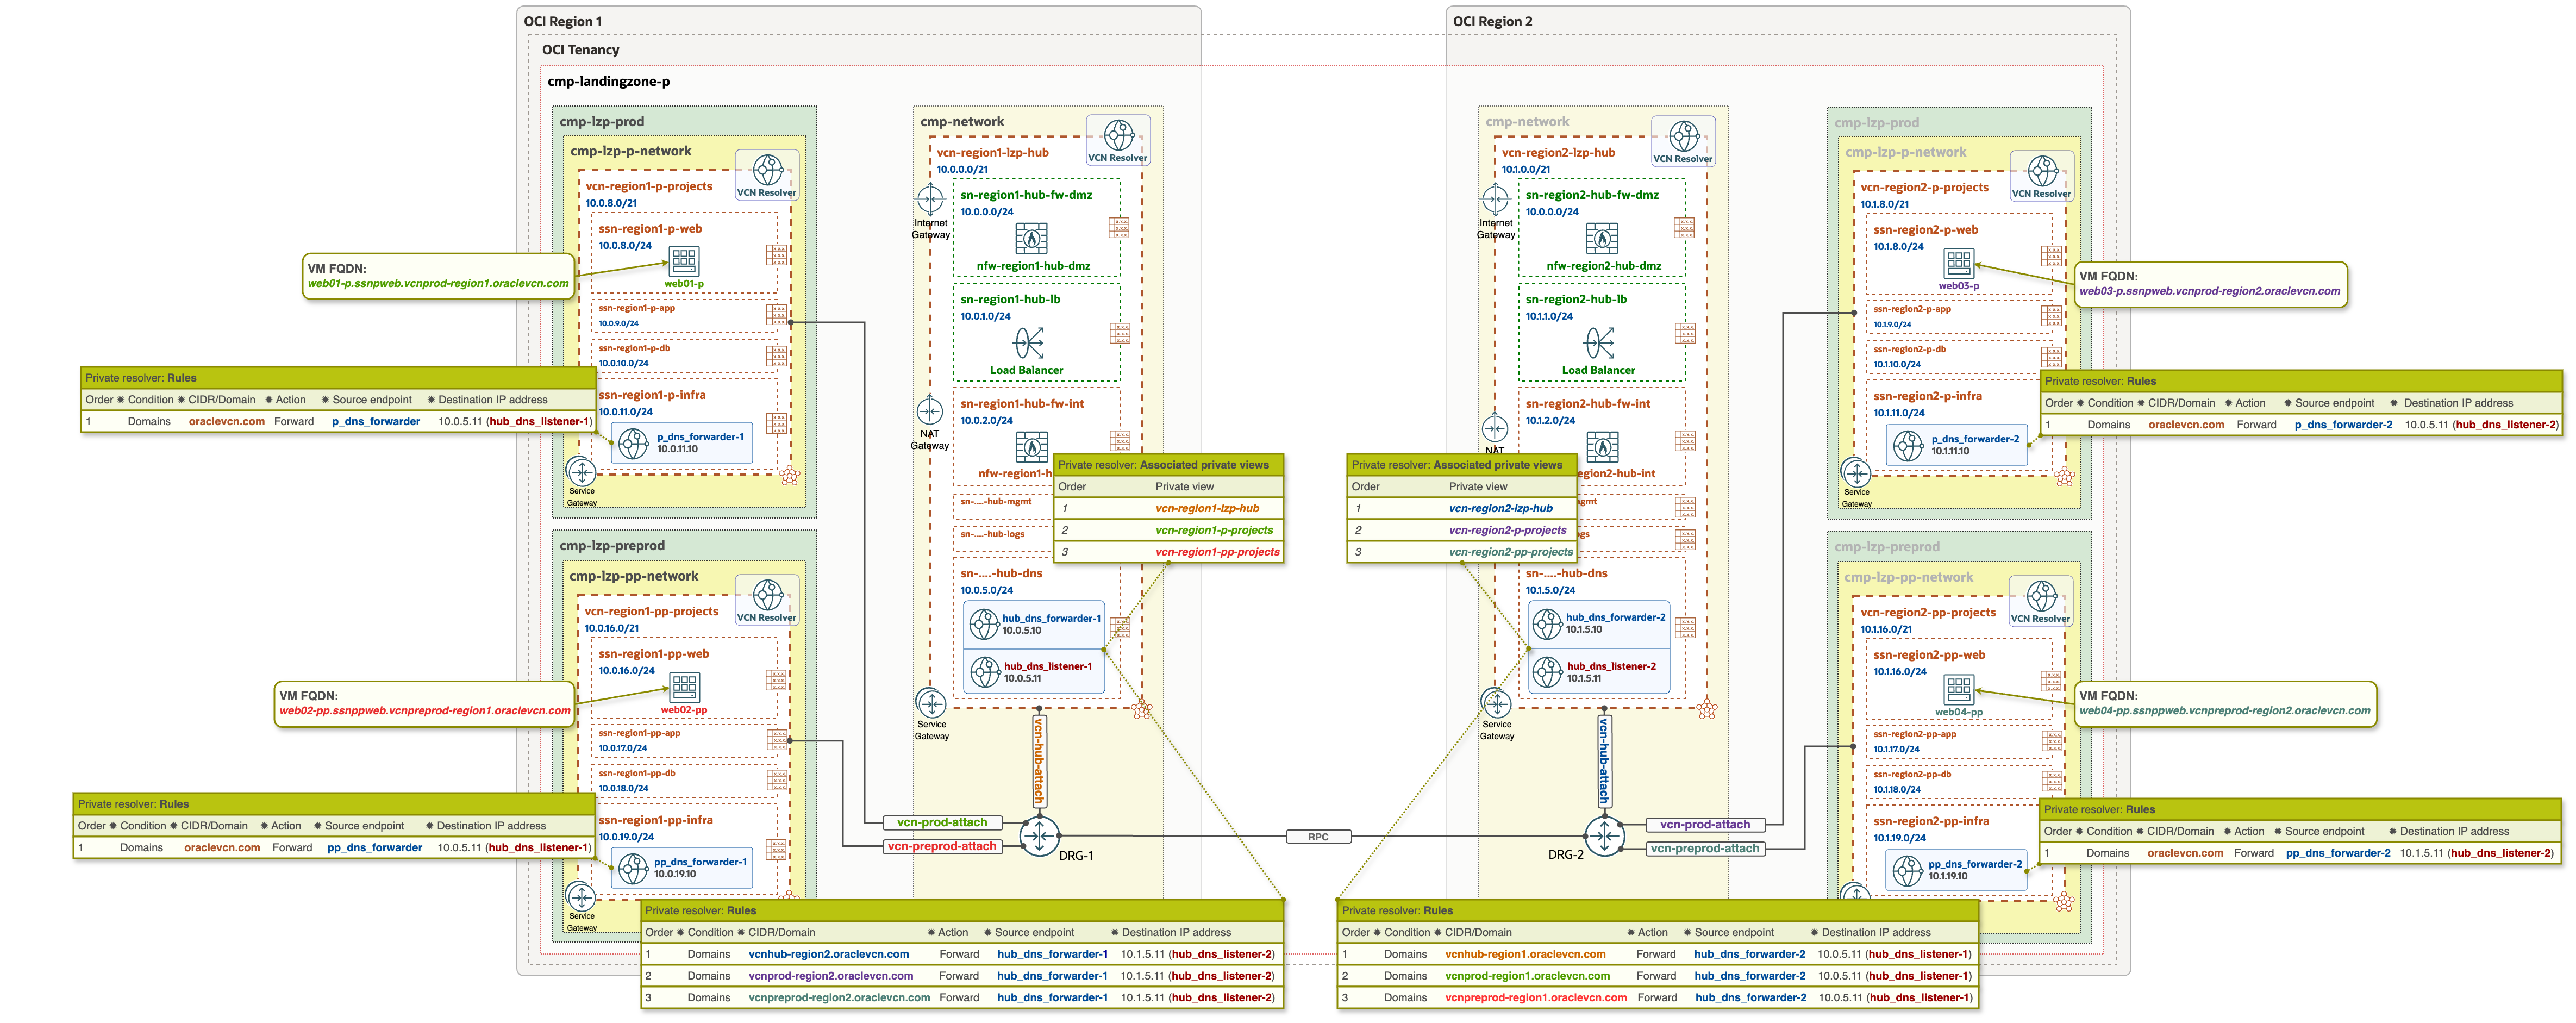 OCI Region 1
OCI Tenancy
cmp-landingzone-p
cmp-lzp-prod
cmp-lzp-p-network
VCN Resolver
vcn-region1-p-projects
10.0.8.0/21
ssn-region1-p-web
10.0.8.0/24
web01-p
VM FQDN:
web01-p.ssnpweb.vcnprod-region1.oraclevcn.com
ssn-region1-p-app
10.0.9.0/24
ssn-region1-p-db
10.0.10.0/24
ssn-region1-p-infra
10.0.11.0/24
p_dns_forwarder-1
10.0.11.10
Service
Gateway
Private resolver: Rules
Order Condition CIDR/Domain Action Source endpoint Destination IP address
1 Domains oraclevcn.com Forward p_dns_forwarder 10.0.5.11 (hub_dns_listener-1)
cmp-lzp-preprod
cmp-lzp-pp-network
VCN Resolver
vcn-region1-pp-projects
10.0.16.0/21
ssn-region1-pp-web
10.0.16.0/24
web02-pp
VM FQDN:
web02-pp.ssnppweb.vcnpreprod-region1.oraclevcn.com
ssn-region1-pp-app
10.0.17.0/24
ssn-region1-pp-db
10.0.18.0/24
ssn-region1-pp-infra
10.0.19.0/24
pp_dns_forwarder-1
10.0.19.10
Service
Gateway
Private resolver: Rules
Order Condition CIDR/Domain Action Source endpoint Destination IP address
1 Domains oraclevcn.com Forward pp_dns_forwarder 10.0.5.11 (hub_dns_listener-1)
cmp-network
VCN Resolver
vcn-region1-lzp-hub
10.0.0.0/21
Internet
Gateway
sn-region1-hub-fw-dmz
10.0.0.0/24
nfw-region1-hub-dmz
sn-region1-hub-lb
10.0.1.0/24
Load Balancer
NAT
Gateway
sn-region1-hub-fw-int
10.0.2.0/24
nfw-region1-h
sn-....-hub-mgmt
sn-....-hub-logs
sn-....-hub-dns
10.0.5.0/24
hub_dns_forwarder-1
10.0.5.10
hub_dns_listener-1
10.0.5.11
Service
Gateway
Private resolver: Associated private views
Order Private view
1 vcn-region1-lzp-hub
2 vcn-region1-p-projects
3 vcn-region1-pp-projects
vcn-hub-attach
vcn-prod-attach
vcn-preprod-attach
DRG-1
RPC
Private resolver: Rules
Order Condition CIDR/Domain Action Source endpoint Destination IP address
1 Domains vcnhub-region2.oraclevcn.com Forward hub_dns_forwarder-1 10.1.5.11 (hub_dns_listener-2)
2 Domains vcnprod-region2.oraclevcn.com Forward hub_dns_forwarder-1 10.1.5.11 (hub_dns_listener-2)
3 Domains vcnpreprod-region2.oraclevcn.com Forward hub_dns_forwarder-1 10.1.5.11 (hub_dns_listener-2)
OCI Region 2
cmp-network
VCN Resolver
vcn-region2-lzp-hub
10.1.0.0/21
Internet
Gateway
sn-region2-hub-fw-dmz
10.0.0.0/24
nfw-region2-hub-dmz
sn-region2-hub-lb
10.1.1.0/24
Load Balancer
NAT
sn-region2-hub-fw-int
10.1.2.0/24
egion2-hub-int
mgmt
ogs
sn-....-hub-dns
10.1.5.0/24
hub_dns_forwarder-2
10.1.5.10
hub_dns_listener-2
10.1.5.11
Service
Gateway
Private resolver: Associated private views
Order Private view
1 vcn-region2-lzp-hub
2 vcn-region2-p-projects
3 vcn-region2-pp-projects
vcn-hub-attach
vcn-prod-attach
vcn-preprod-attach
DRG-2
Private resolver: Rules
Order Condition CIDR/Domain Action Source endpoint Destination IP address
1 Domains vcnhub-region1.oraclevcn.com Forward hub_dns_forwarder-2 10.0.5.11 (hub_dns_listener-1)
2 Domains vcnprod-region1.oraclevcn.com Forward hub_dns_forwarder-2 10.0.5.11 (hub_dns_listener-1)
3 Domains vcnpreprod-region1.oraclevcn.com Forward hub_dns_forwarder-2 10.0.5.11 (hub_dns_listener-1)
cmp-lzp-prod
cmp-lzp-p-network
VCN Resolver
vcn-region2-p-projects
10.1.8.0/21
ssn-region2-p-web
10.1.8.0/24
web03-p
VM FQDN:
web03-p.ssnpweb.vcnprod-region2.oraclevcn.com
ssn-region2-p-app
10.1.9.0/24
ssn-region2-p-db
10.1.10.0/24
ssn-region2-p-infra
10.1.11.0/24
p_dns_forwarder-2
10.1.11.10
Service
Gateway
Private resolver: Rules
Order Condition CIDR/Domain Action Source endpoint Destination IP address
1 Domains oraclevcn.com Forward p_dns_forwarder-2 10.0.5.11 (hub_dns_listener-2)
cmp-lzp-preprod
cmp-lzp-pp-network
VCN Resolver
vcn-region2-pp-projects
10.1.16.0/21
ssn-region2-pp-web
10.1.16.0/24
web04-pp
VM FQDN:
web04-pp.ssnppweb.vcnpreprod-region2.oraclevcn.com
ssn-region2-pp-app
10.1.17.0/24
ssn-region2-pp-db
10.1.18.0/24
ssn-region2-pp-infra
10.1.19.0/24
pp_dns_forwarder-2
10.1.19.10
Private resolver: Rules
Order Condition CIDR/Domain Action Source endpoint Destination IP address
1 Domains oraclevcn.com Forward pp_dns_forwarder-2 10.1.5.11 (hub_dns_listener-2)